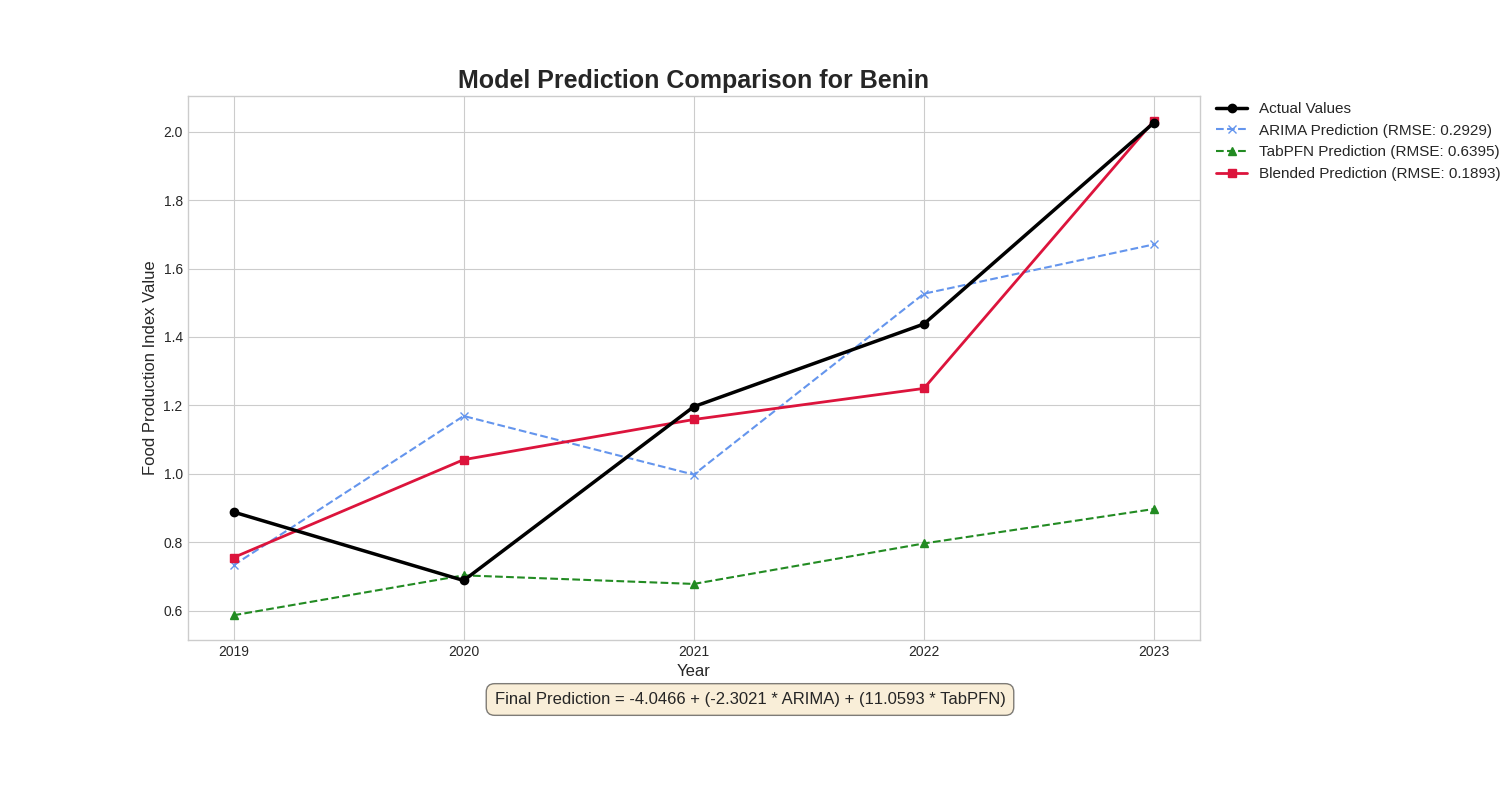 Model Prediction Comparison for Benin
Actual Values
ARIMA Prediction (RMSE: 0.2929)
TabPFN Prediction (RMSE: 0.6395)
Blended Prediction (RMSE: 0.1893)
Food Production Index Value
2.0
1.8
1.6
1.4
1.2
1.0
0.8
0.6
2019 2020 2021 2022 2023
Year
Final Prediction = -4.0466 + (-2.3021 * ARIMA) + (11.0593 * TabPFN)